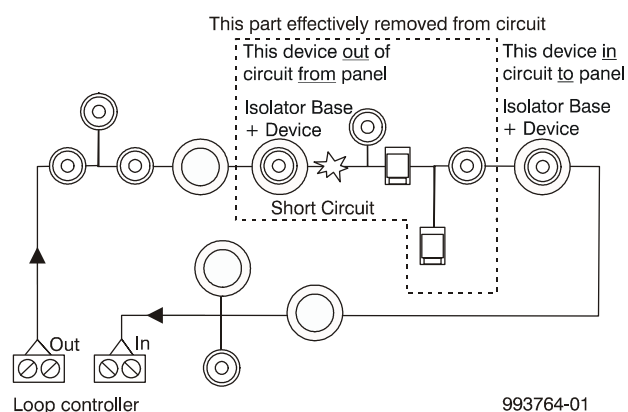 This part effectively removed from circuit
This device out of
circuit from panel
This device in
circuit to panel
Isolator Base
+ Device
Isolator Base
+ Device
Short Circuit
Out
In
Loop controller
993764-01